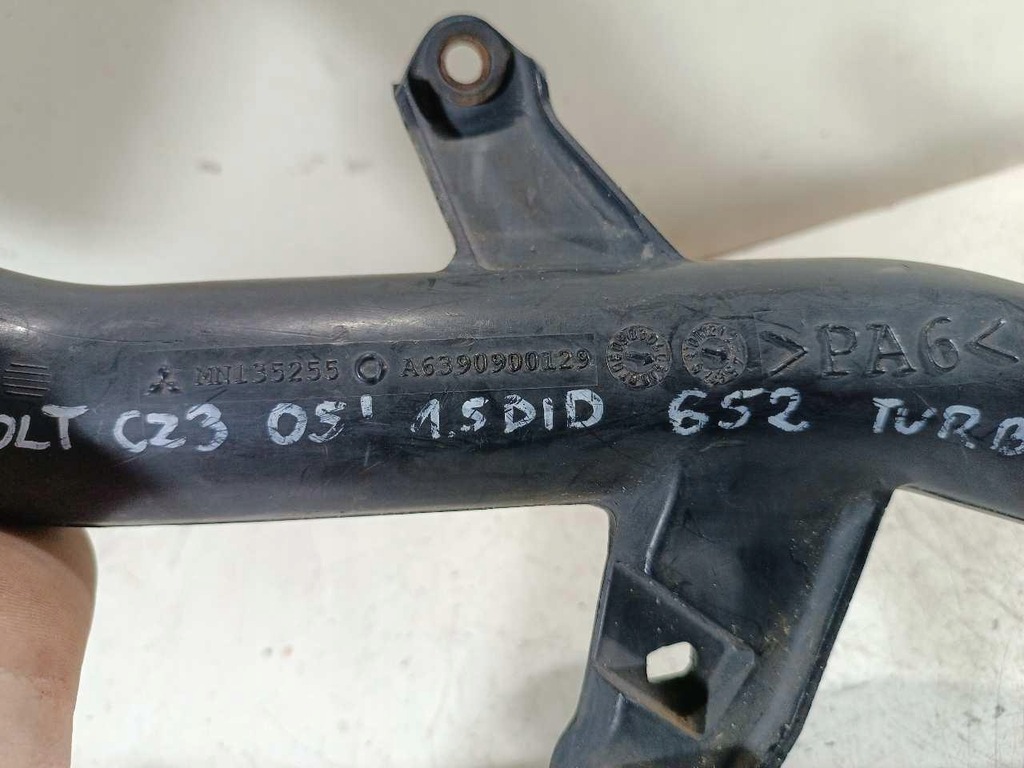 MN135255 A6390900129 >PA6<
OLT CZ3 05' 1.5DID 652 TURB